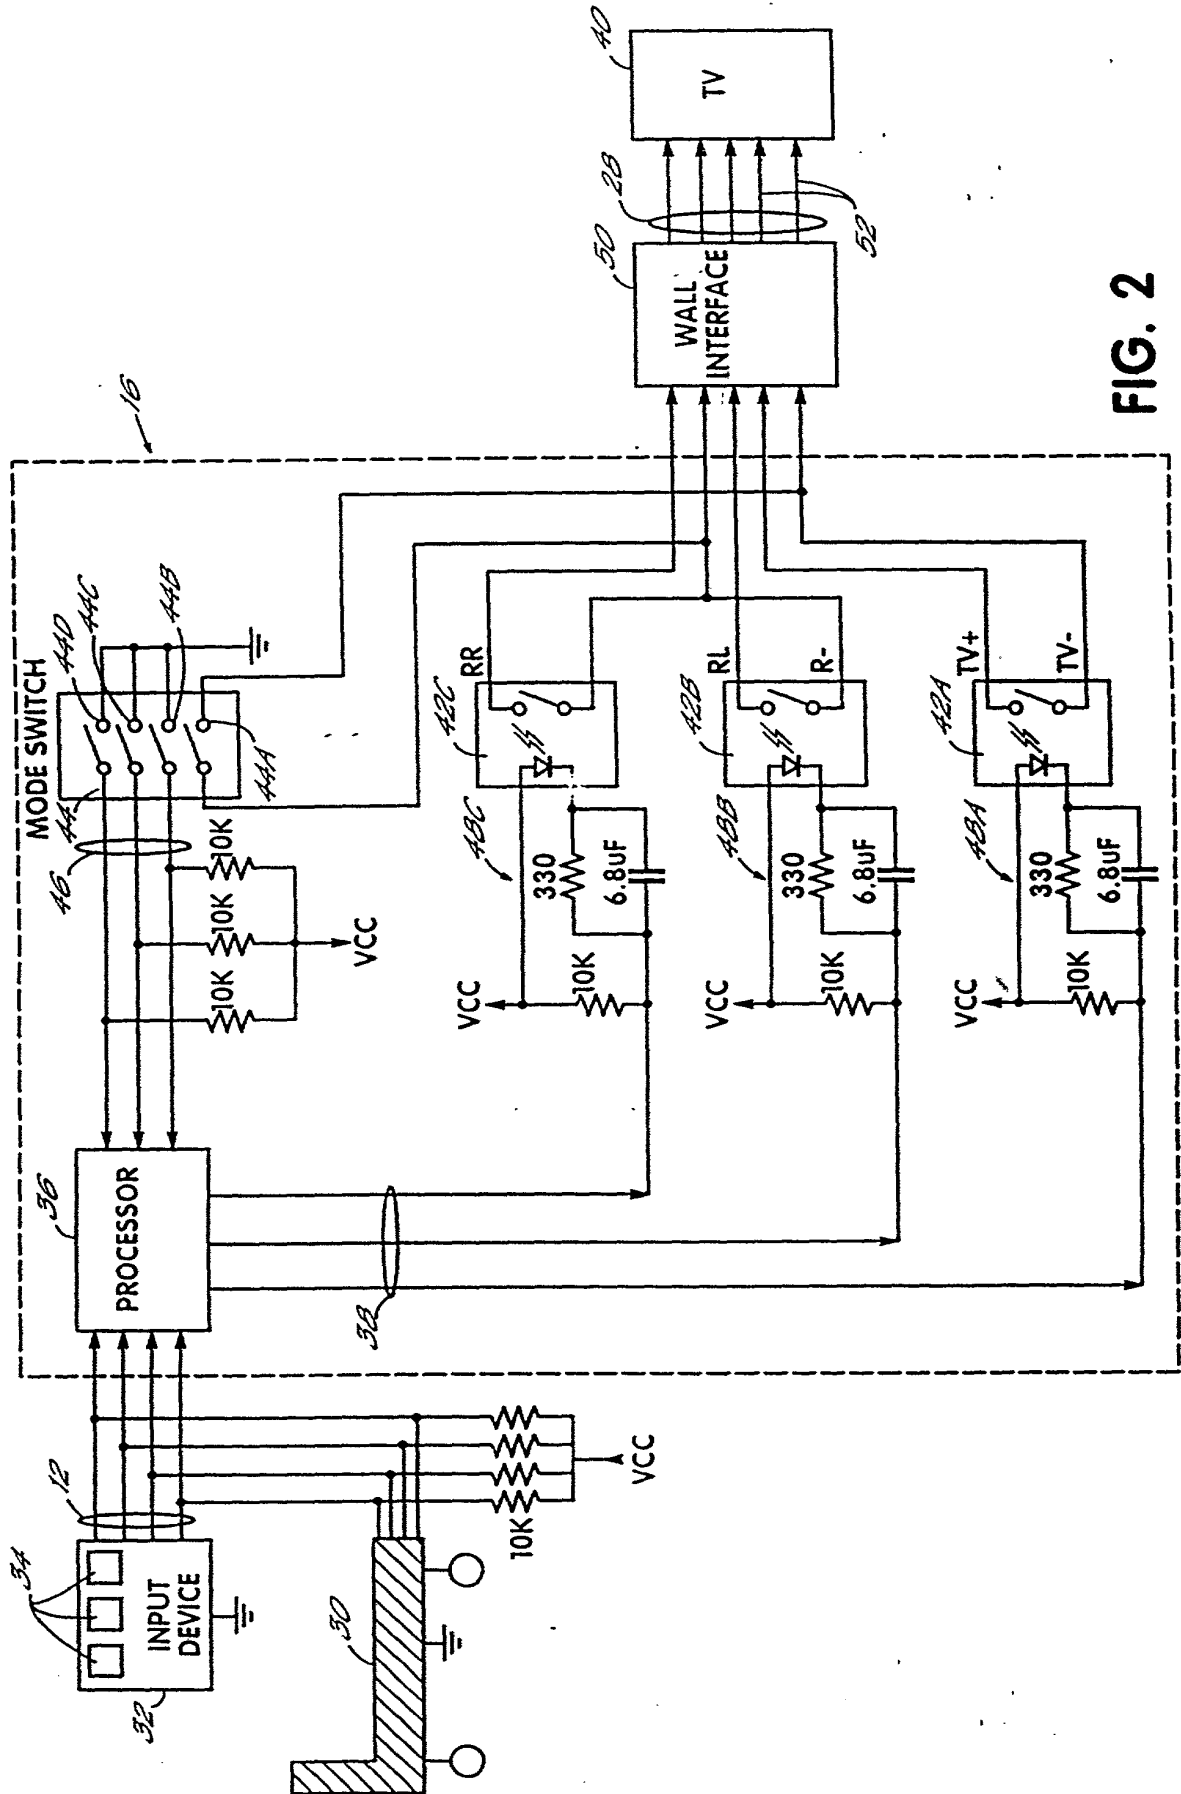 34
INPUT
DEVICE
32
12
30
10K
VCC
16
36
PROCESSOR
38
MODE SWITCH
44
46
44D
44C
44B
44A
10K
10K
10K
VCC
VCC
10K
48C
330
6.8uF
42C
RR
VCC
10K
48B
330
6.8uF
42B
RL
R-
VCC
10K
48A
330
6.8uF
42A
TV+
TV-
50
WALL
INTERFACE
28
52
40
TV
FIG. 2